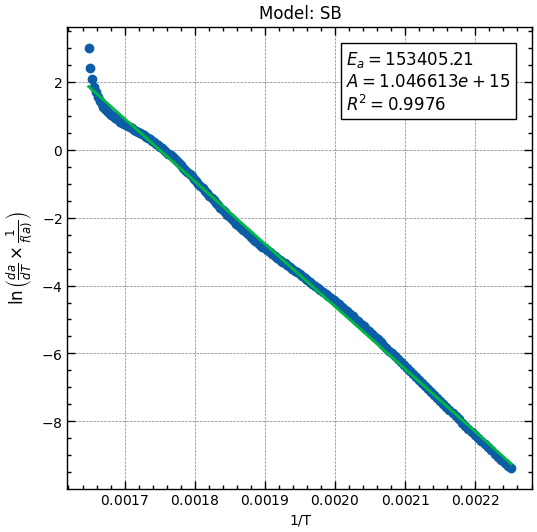 Model: SB
E_a = 153405.21
A = 1.046613e + 15
R^2 = 0.9976
ln (da/dT × 1/f(a))
2
0
−2
−4
−6
−8
0.0017 0.0018 0.0019 0.0020 0.0021 0.0022
1/T